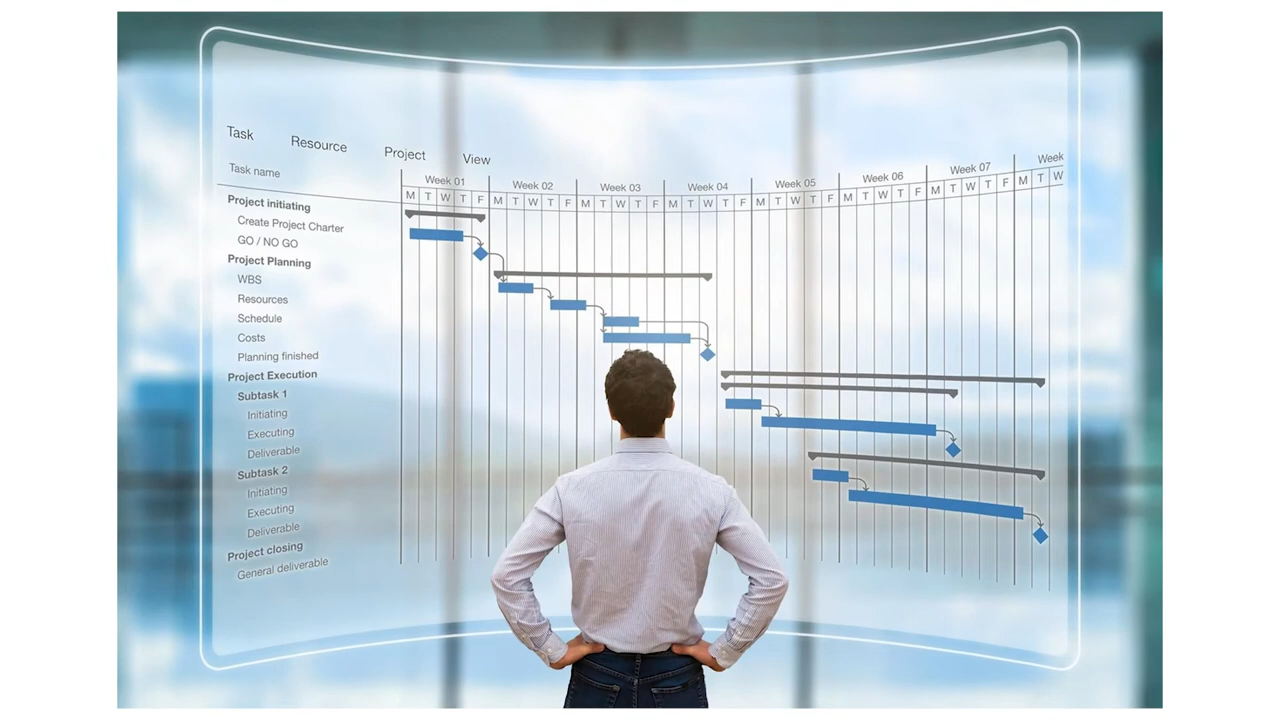 Task Resource Project View
Task name Week 01 Week 02 Week 03 Week 04 Week 05 Week 06 Week 07 Week
M T W T F M T W T F M T W T F M T W T F M T W T F M T W T F M T W T F M T W
Project initiating
Create Project Charter
GO / NO GO
Project Planning
WBS
Resources
Schedule
Costs
Planning finished
Project Execution
Subtask 1
Initiating
Executing
Deliverable
Subtask 2
Initiating
Executing
Deliverable
Project closing
General deliverable